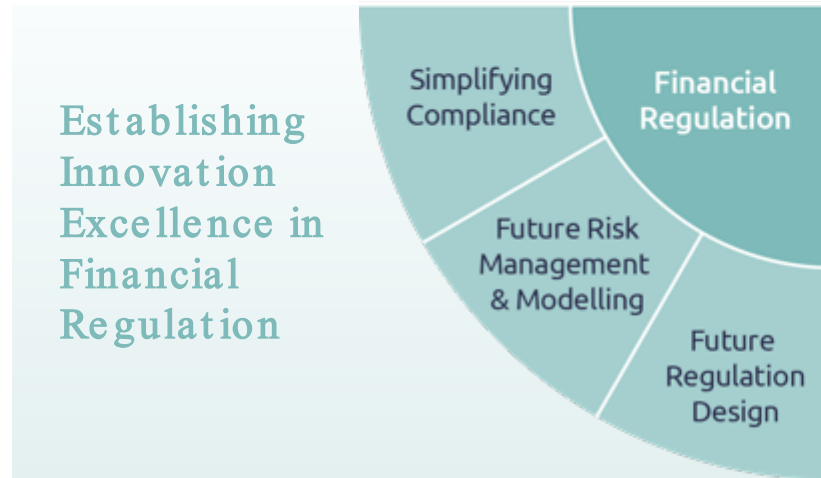 Establishing
Innovation
Excellence in
Financial
Regulation
Simplifying
Compliance
Financial
Regulation
Future Risk
Management
& Modelling
Future
Regulation
Design